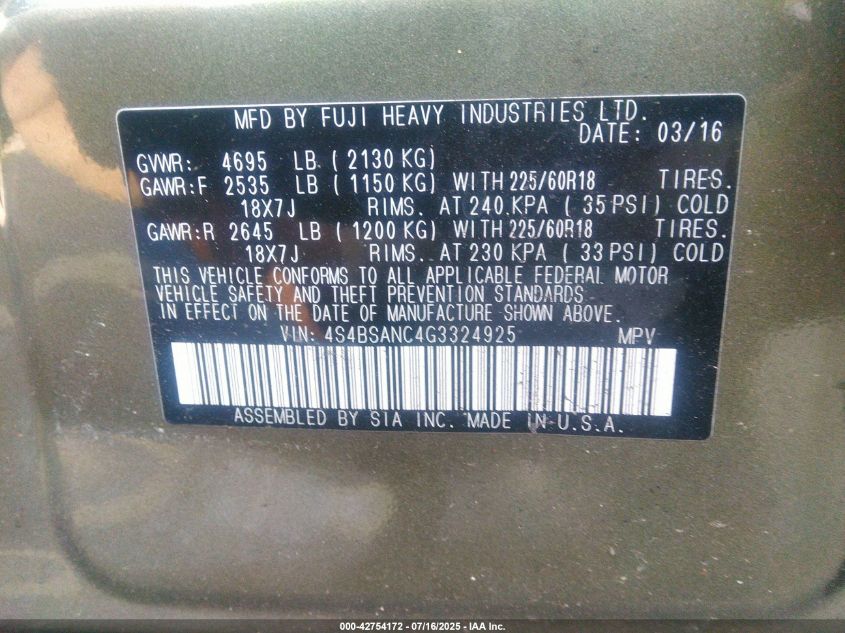 MFD BY FUJI HEAVY INDUSTRIES LTD.
DATE: 03/16
GVWR: 4695 LB ( 2130 KG)
GAWR:F 2535 LB ( 1150 KG) WITH 225/60R18 TIRES.
18X7J RIMS. AT 240 KPA ( 35 PSI) COLD
GAWR:R 2645 LB ( 1200 KG) WITH 225/60R18 TIRES.
18X7J RIMS. AT 230 KPA ( 33 PSI) COLD
THIS VEHICLE CONFORMS TO ALL APPLICABLE FEDERAL MOTOR
VEHICLE SAFETY AND THEFT PREVENTION STANDARDS
IN EFFECT ON THE DATE OF MANUFACTURE SHOWN ABOVE.
VIN: 4S4BSANC4G3324925 MPV
ASSEMBLED BY SIA INC. MADE IN U.S.A.
000-42754172 - 07/16/2025 - IAA Inc.